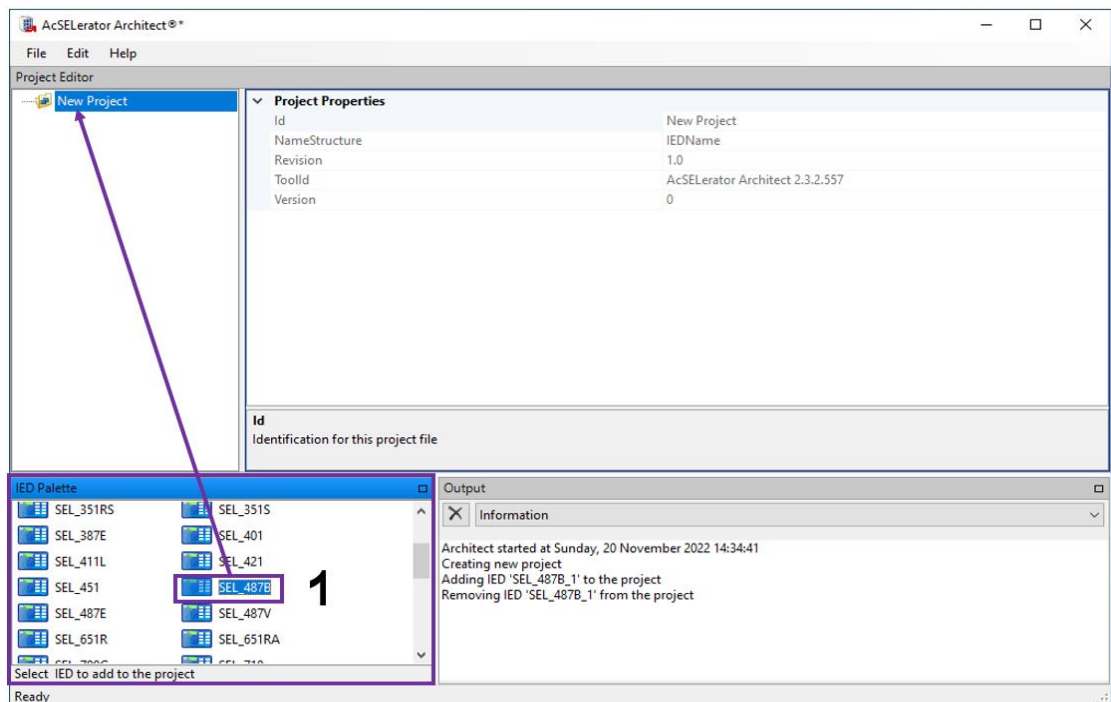 AcSELerator Architect®*
File Edit Help
Project Editor
New Project
Project Properties
Id New Project
NameStructure IEDName
Revision 1.0
ToolId AcSELerator Architect 2.3.2.557
Version 0
Id
Identification for this project file
IED Palette
SEL_351RS SEL_351S
SEL_387E SEL_401
SEL_411L SEL_421
SEL_451 SEL_487B
1
SEL_487E SEL_487V
SEL_651R SEL_651RA
Select IED to add to the project
Output
Information
Architect started at Sunday, 20 November 2022 14:34:41
Creating new project
Adding IED 'SEL_487B_1' to the project
Removing IED 'SEL_487B_1' from the project
Ready